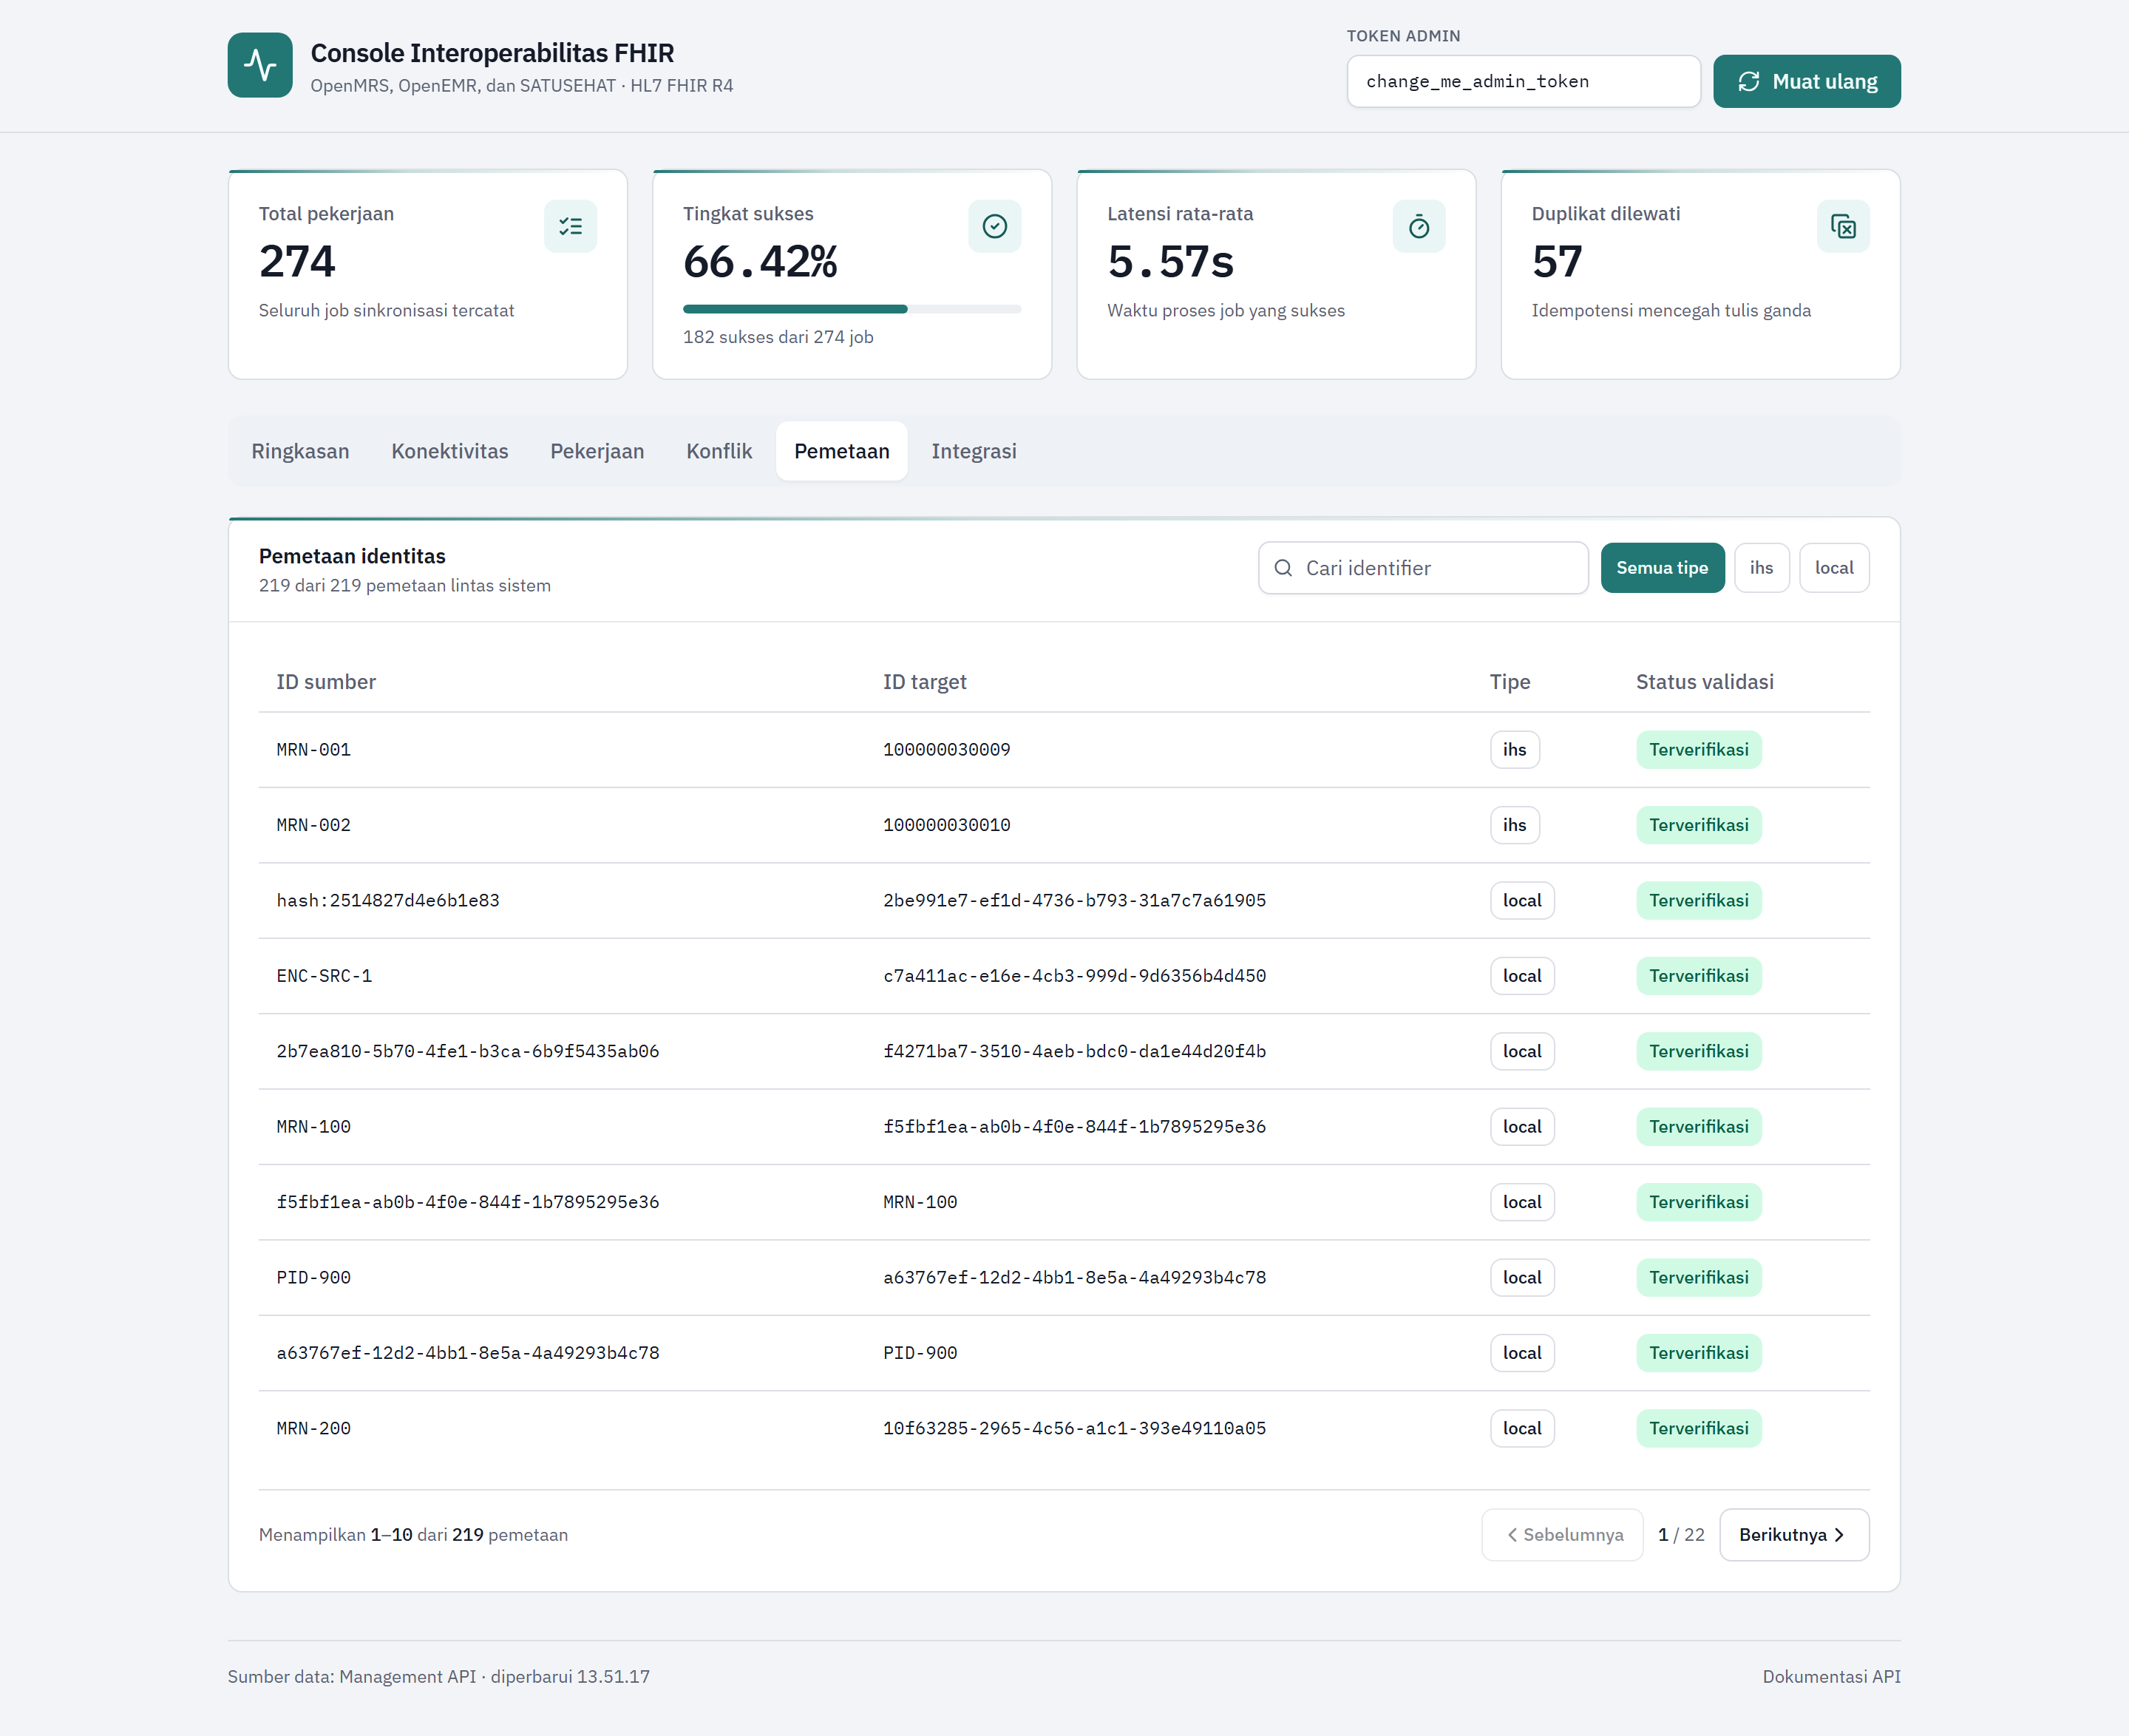 Console Interoperabilitas FHIR
OpenMRS, OpenEMR, dan SATUSEHAT · HL7 FHIR R4
TOKEN ADMIN
change_me_admin_token
Muat ulang
Total pekerjaan
274
Seluruh job sinkronisasi tercatat
Tingkat sukses
66.42%
182 sukses dari 274 job
Latensi rata-rata
5.57s
Waktu proses job yang sukses
Duplikat dilewati
57
Idempotensi mencegah tulis ganda
Ringkasan Konektivitas Pekerjaan Konflik Pemetaan Integrasi
Pemetaan identitas
219 dari 219 pemetaan lintas sistem
Cari identifier
Semua tipe ihs local
ID sumber ID target Tipe Status validasi
MRN-001 100000030009 ihs Terverifikasi
MRN-002 100000030010 ihs Terverifikasi
hash:2514827d4e6b1e83 2be991e7-ef1d-4736-b793-31a7c7a61905 local Terverifikasi
ENC-SRC-1 c7a411ac-e16e-4cb3-999d-9d6356b4d450 local Terverifikasi
2b7ea810-5b70-4fe1-b3ca-6b9f5435ab06 f4271ba7-3510-4aeb-bdc0-da1e44d20f4b local Terverifikasi
MRN-100 f5fbf1ea-ab0b-4f0e-844f-1b7895295e36 local Terverifikasi
f5fbf1ea-ab0b-4f0e-844f-1b7895295e36 MRN-100 local Terverifikasi
PID-900 a63767ef-12d2-4bb1-8e5a-4a49293b4c78 local Terverifikasi
a63767ef-12d2-4bb1-8e5a-4a49293b4c78 PID-900 local Terverifikasi
MRN-200 10f63285-2965-4c56-a1c1-393e49110a05 local Terverifikasi
Menampilkan 1–10 dari 219 pemetaan
Sebelumnya 1 / 22 Berikutnya
Sumber data: Management API · diperbarui 13.51.17
Dokumentasi API